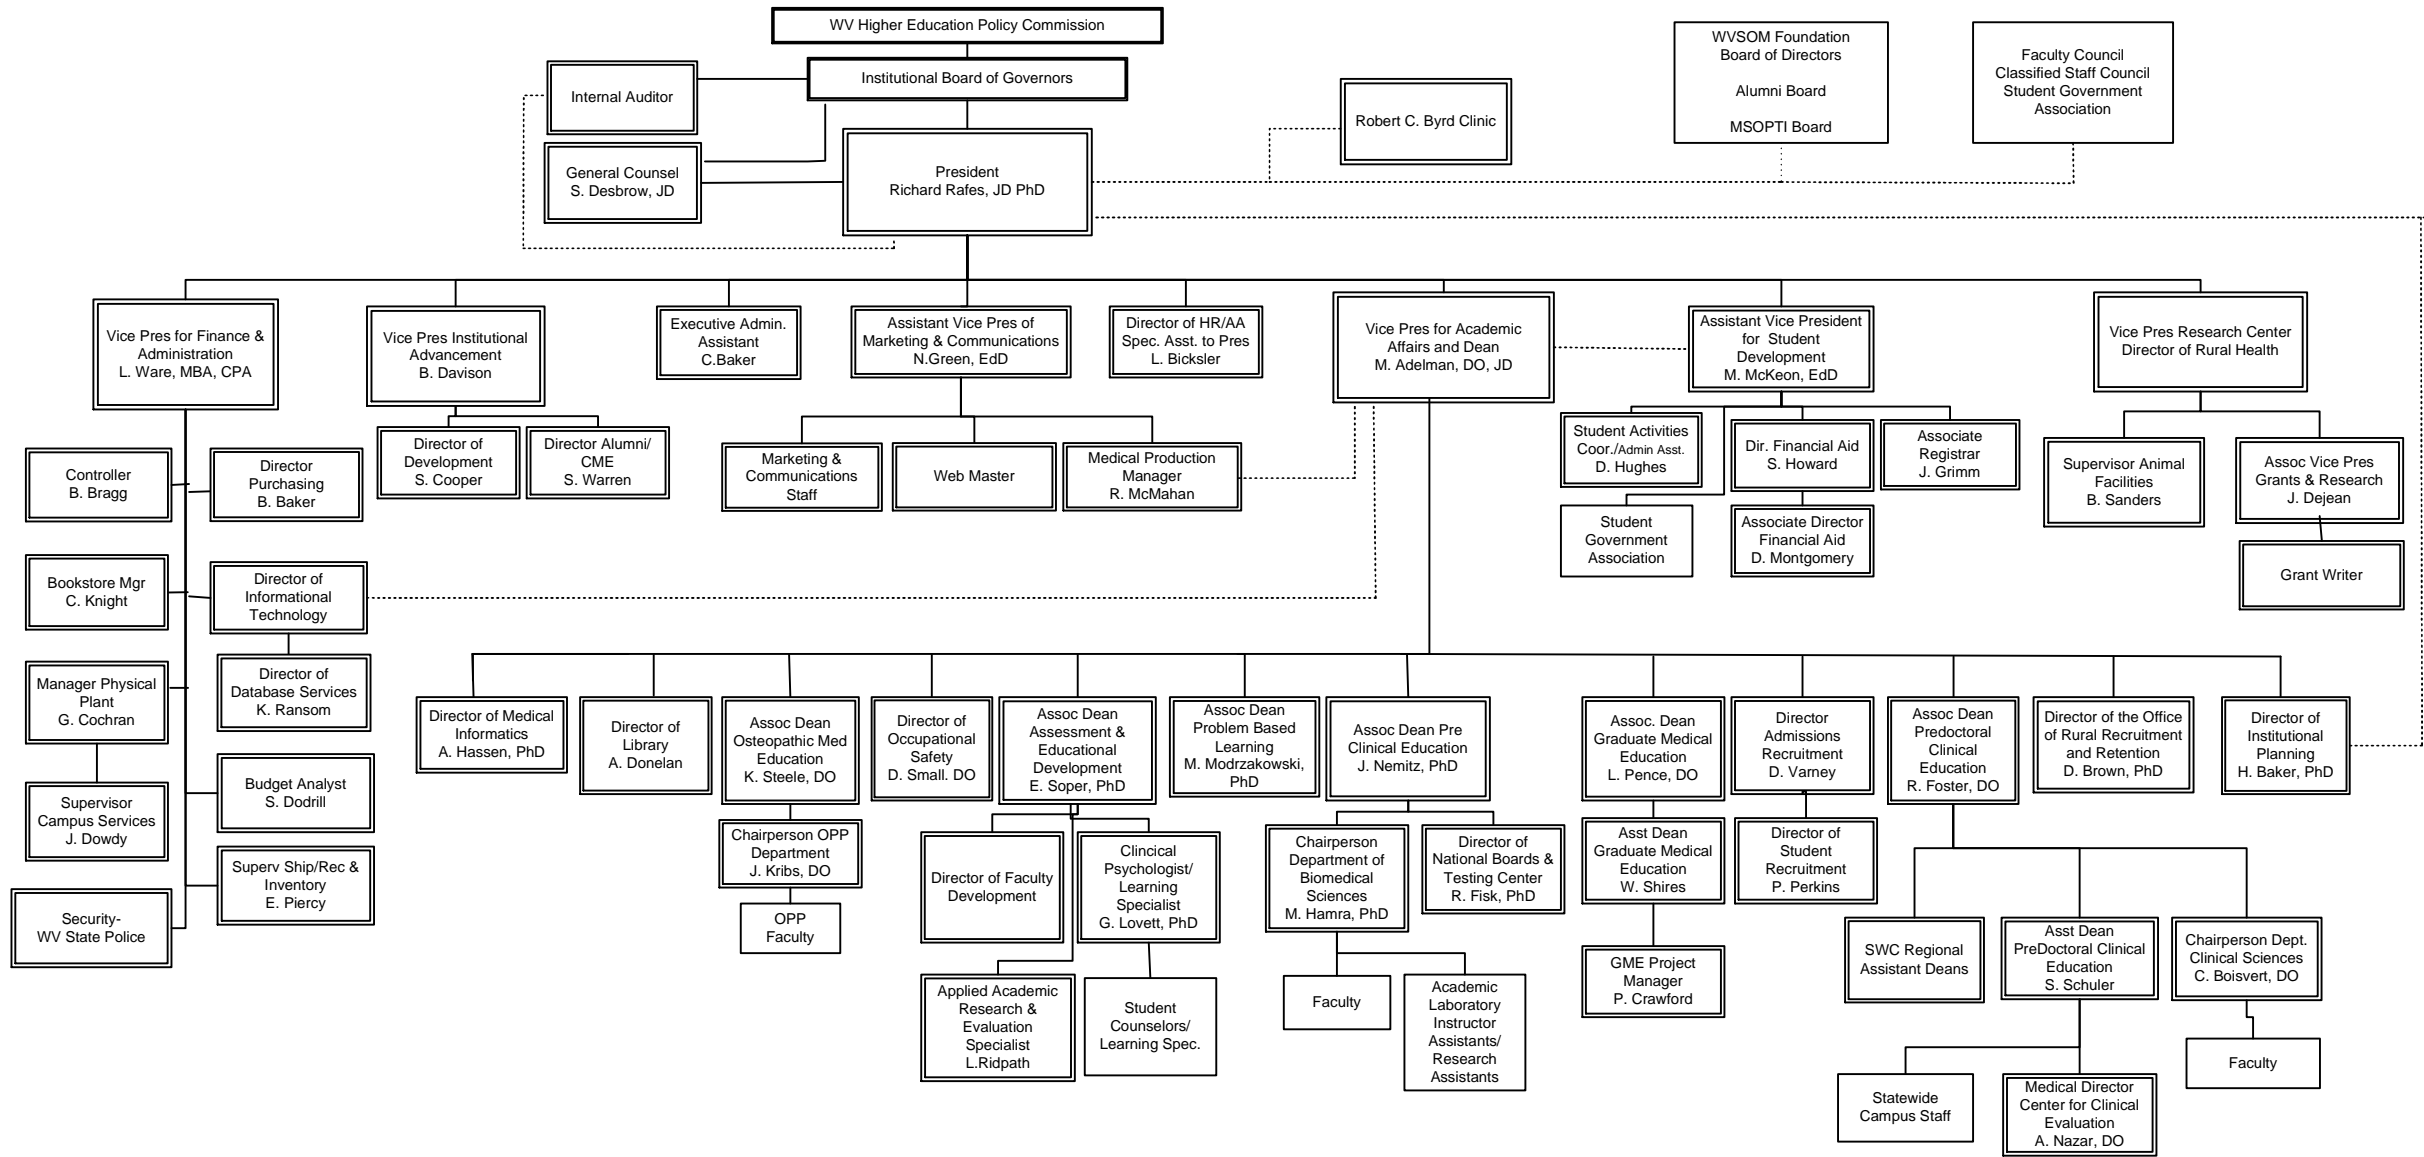 WV Higher Education Policy Commission
Institutional Board of Governors
Internal Auditor
General Counsel
S. Desbrow, JD
President
Richard Rafes, JD PhD
Robert C. Byrd Clinic
WVSOM Foundation
Board of Directors
Alumni Board
MSOPTI Board
Faculty Council
Classified Staff Council
Student Government
Association
Vice Pres for Finance &
Administration
L. Ware, MBA, CPA
Vice Pres Institutional
Advancement
B. Davison
Executive Admin.
Assistant
C.Baker
Assistant Vice Pres of
Marketing & Communications
N.Green, EdD
Director of HR/AA
Spec. Asst. to Pres
L. Bicksler
Vice Pres for Academic
Affairs and Dean
M. Adelman, DO, JD
Assistant Vice President
for Student
Development
M. McKeon, EdD
Vice Pres Research Center
Director of Rural Health
Controller
B. Bragg
Director
Purchasing
B. Baker
Director of
Development
S. Cooper
Director Alumni/
CME
S. Warren
Marketing &
Communications
Staff
Web Master
Medical Production
Manager
R. McMahan
Student Activities
Coor./Admin Asst.
D. Hughes
Dir. Financial Aid
S. Howard
Associate
Registrar
J. Grimm
Supervisor Animal
Facilities
B. Sanders
Assoc Vice Pres
Grants & Research
J. Dejean
Student
Government
Association
Associate Director
Financial Aid
D. Montgomery
Grant Writer
Bookstore Mgr
C. Knight
Director of
Informational
Technology
Manager Physical
Plant
G. Cochran
Director of
Database Services
K. Ransom
Supervisor
Campus Services
J. Dowdy
Budget Analyst
S. Dodrill
Superv Ship/Rec &
Inventory
E. Piercy
Security-
WV State Police
Director of Medical
Informatics
A. Hassen, PhD
Director of
Library
A. Donelan
Assoc Dean
Osteopathic Med
Education
K. Steele, DO
Director of
Occupational
Safety
D. Small. DO
Assoc Dean
Assessment &
Educational
Development
E. Soper, PhD
Assoc Dean
Problem Based
Learning
M. Modrzakowski,
PhD
Assoc Dean Pre
Clinical Education
J. Nemitz, PhD
Assoc. Dean
Graduate Medical
Education
L. Pence, DO
Director
Admissions
Recruitment
D. Varney
Assoc Dean
Predoctoral
Clinical
Education
R. Foster, DO
Director of the Office
of Rural Recruitment
and Retention
D. Brown, PhD
Director of
Institutional
Planning
H. Baker, PhD
Chairperson OPP
Department
J. Kribs, DO
OPP
Faculty
Director of Faculty
Development
Clincical
Psychologist/
Learning
Specialist
G. Lovett, PhD
Applied Academic
Research &
Evaluation
Specialist
L.Ridpath
Student
Counselors/
Learning Spec.
Chairperson
Department of
Biomedical
Sciences
M. Hamra, PhD
Director of
National Boards &
Testing Center
R. Fisk, PhD
Faculty
Academic
Laboratory
Instructor
Assistants/
Research
Assistants
Asst Dean
Graduate Medical
Education
W. Shires
GME Project
Manager
P. Crawford
Director of
Student
Recruitment
P. Perkins
SWC Regional
Assistant Deans
Asst Dean
PreDoctoral Clinical
Education
S. Schuler
Chairperson Dept.
Clinical Sciences
C. Boisvert, DO
Statewide
Campus Staff
Medical Director
Center for Clinical
Evaluation
A. Nazar, DO
Faculty